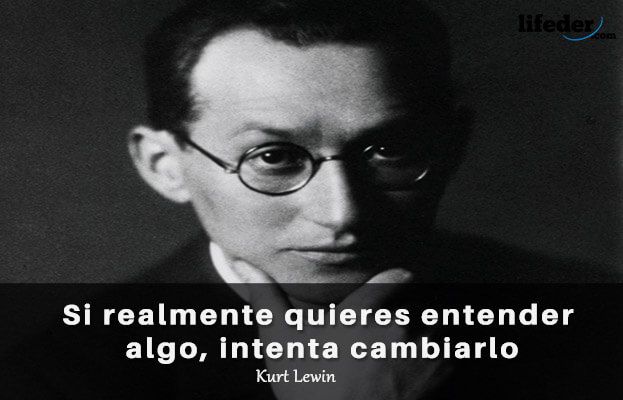 lifeder
.com
Si realmente quieres entender
algo, intenta cambiarlo
Kurt Lewin